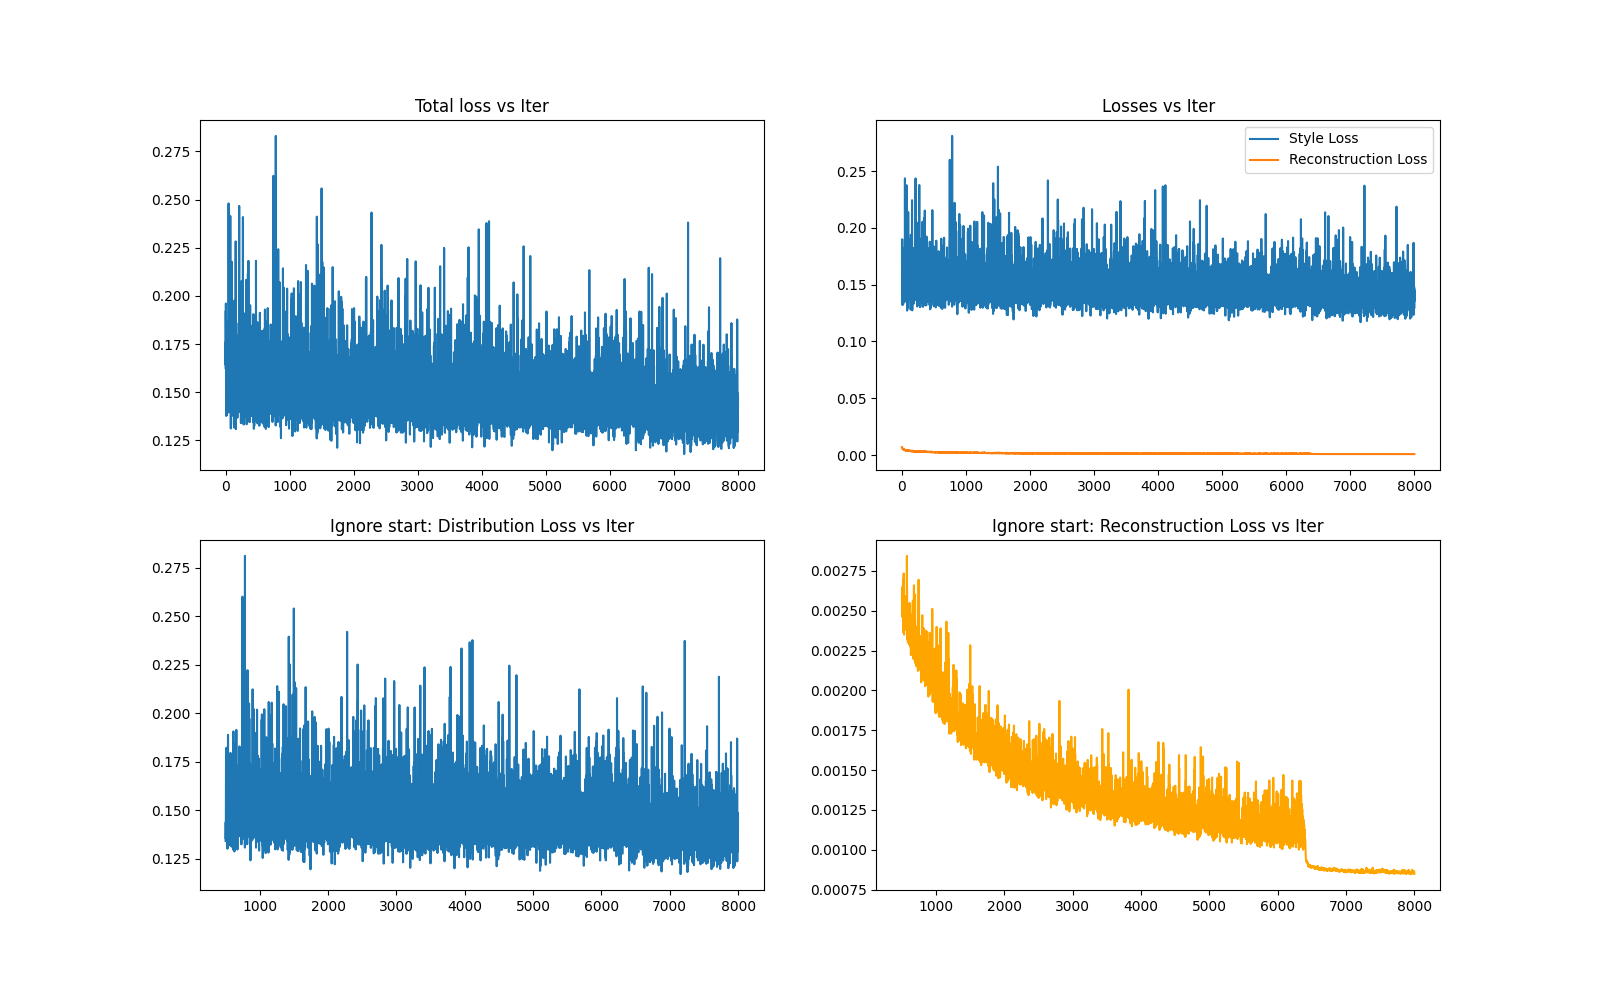 Total loss vs Iter
0.275
0.250
0.225
0.200
0.175
0.150
0.125
0 1000 2000 3000 4000 5000 6000 7000 8000
Losses vs Iter
Style Loss
Reconstruction Loss
0.25
0.20
0.15
0.10
0.05
0.00
0 1000 2000 3000 4000 5000 6000 7000 8000
Ignore start: Distribution Loss vs Iter
0.275
0.250
0.225
0.200
0.175
0.150
0.125
1000 2000 3000 4000 5000 6000 7000 8000
Ignore start: Reconstruction Loss vs Iter
0.00275
0.00250
0.00225
0.00200
0.00175
0.00150
0.00125
0.00100
0.00075
1000 2000 3000 4000 5000 6000 7000 8000